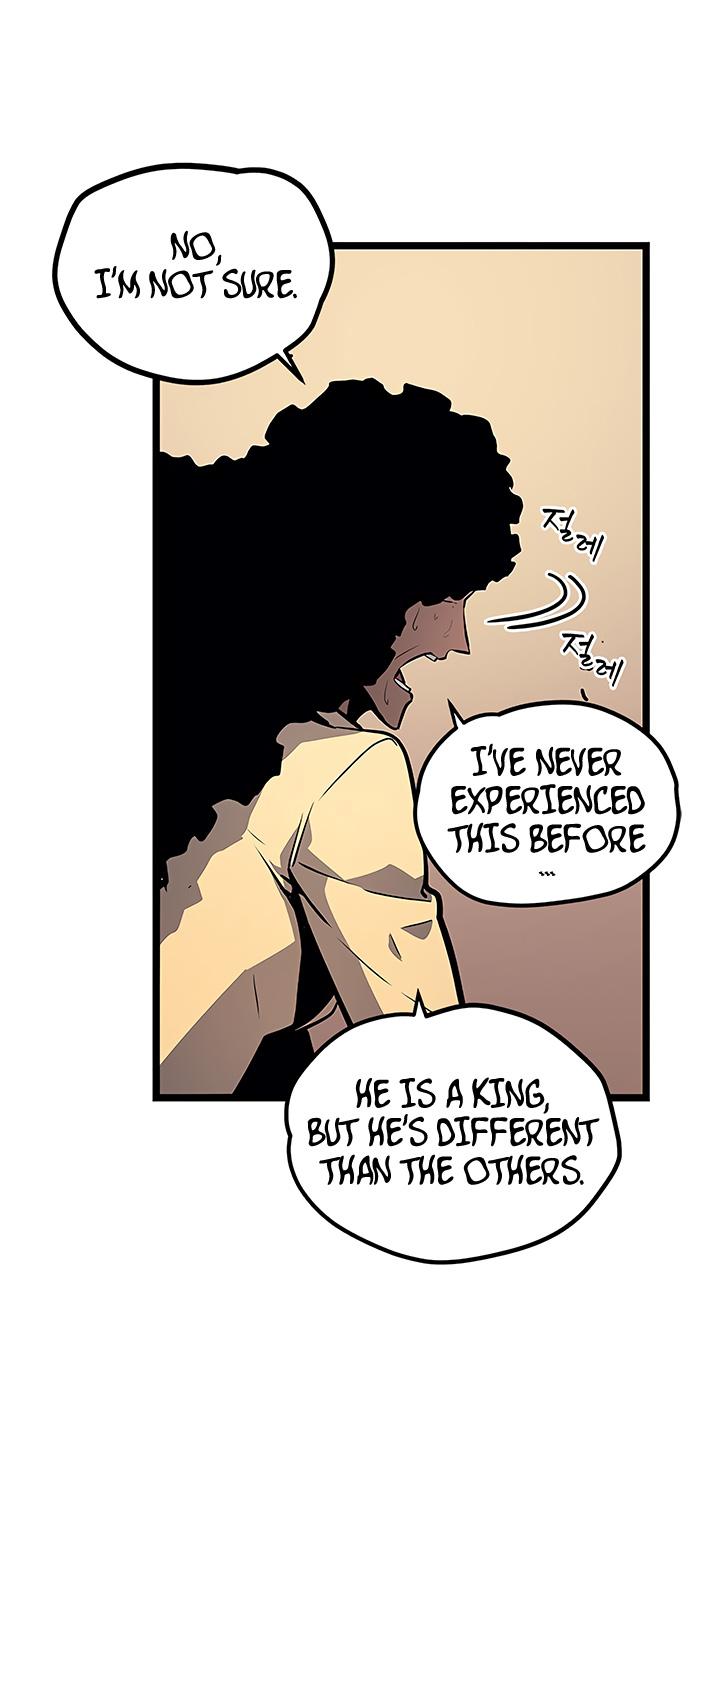 NO,
I'M NOT SURE.
절레
절레
I'VE NEVER
EXPERIENCED
THIS BEFORE
...
HE IS A KING,
BUT HE'S DIFFERENT
THAN THE OTHERS.